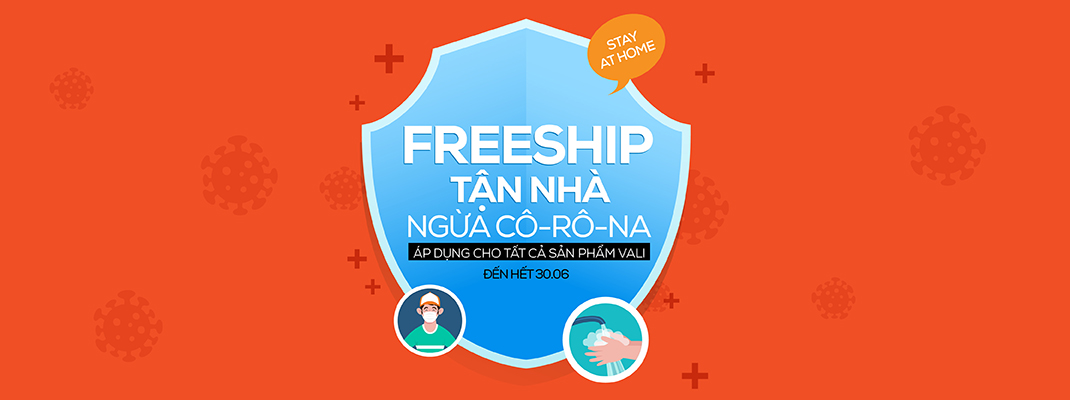 STAY
AT HOME
FREESHIP
TẬN NHÀ
NGỪA CÔ-RÔ-NA
ÁP DỤNG CHO TẤT CẢ SẢN PHẨM VALI
ĐẾN HẾT 30.06